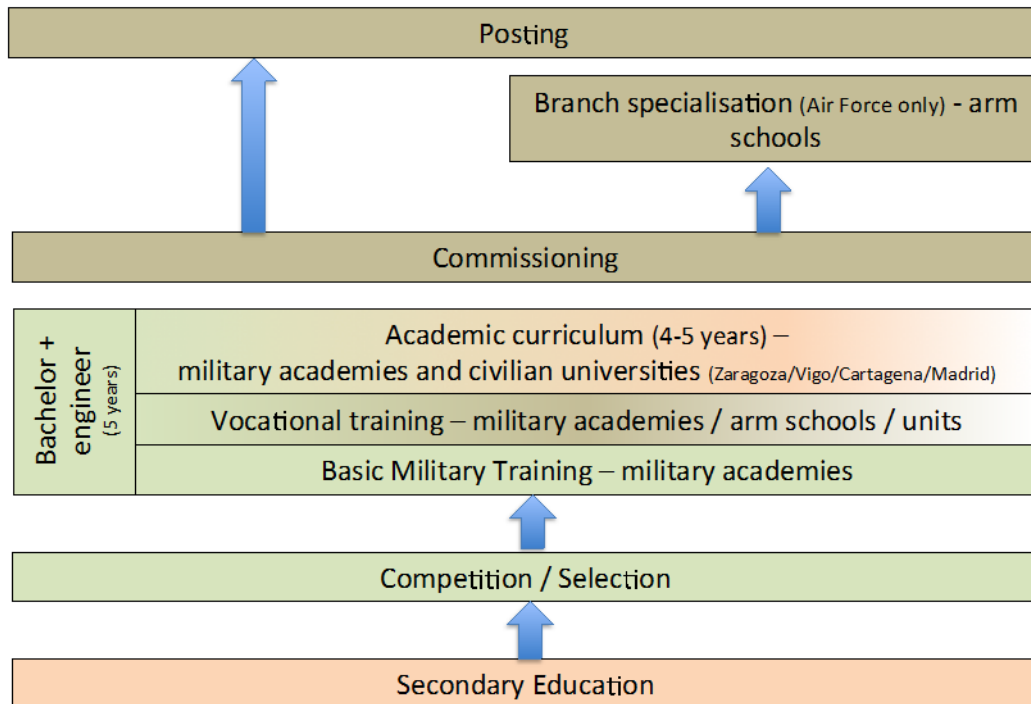 Posting
Branch specialisation (Air Force only) - arm
schools
Commissioning
Bachelor +
engineer
(5 years)
Academic curriculum (4-5 years) –
military academies and civilian universities (Zaragoza/Vigo/Cartagena/Madrid)
Vocational training – military academies / arm schools / units
Basic Military Training – military academies
Competition / Selection
Secondary Education